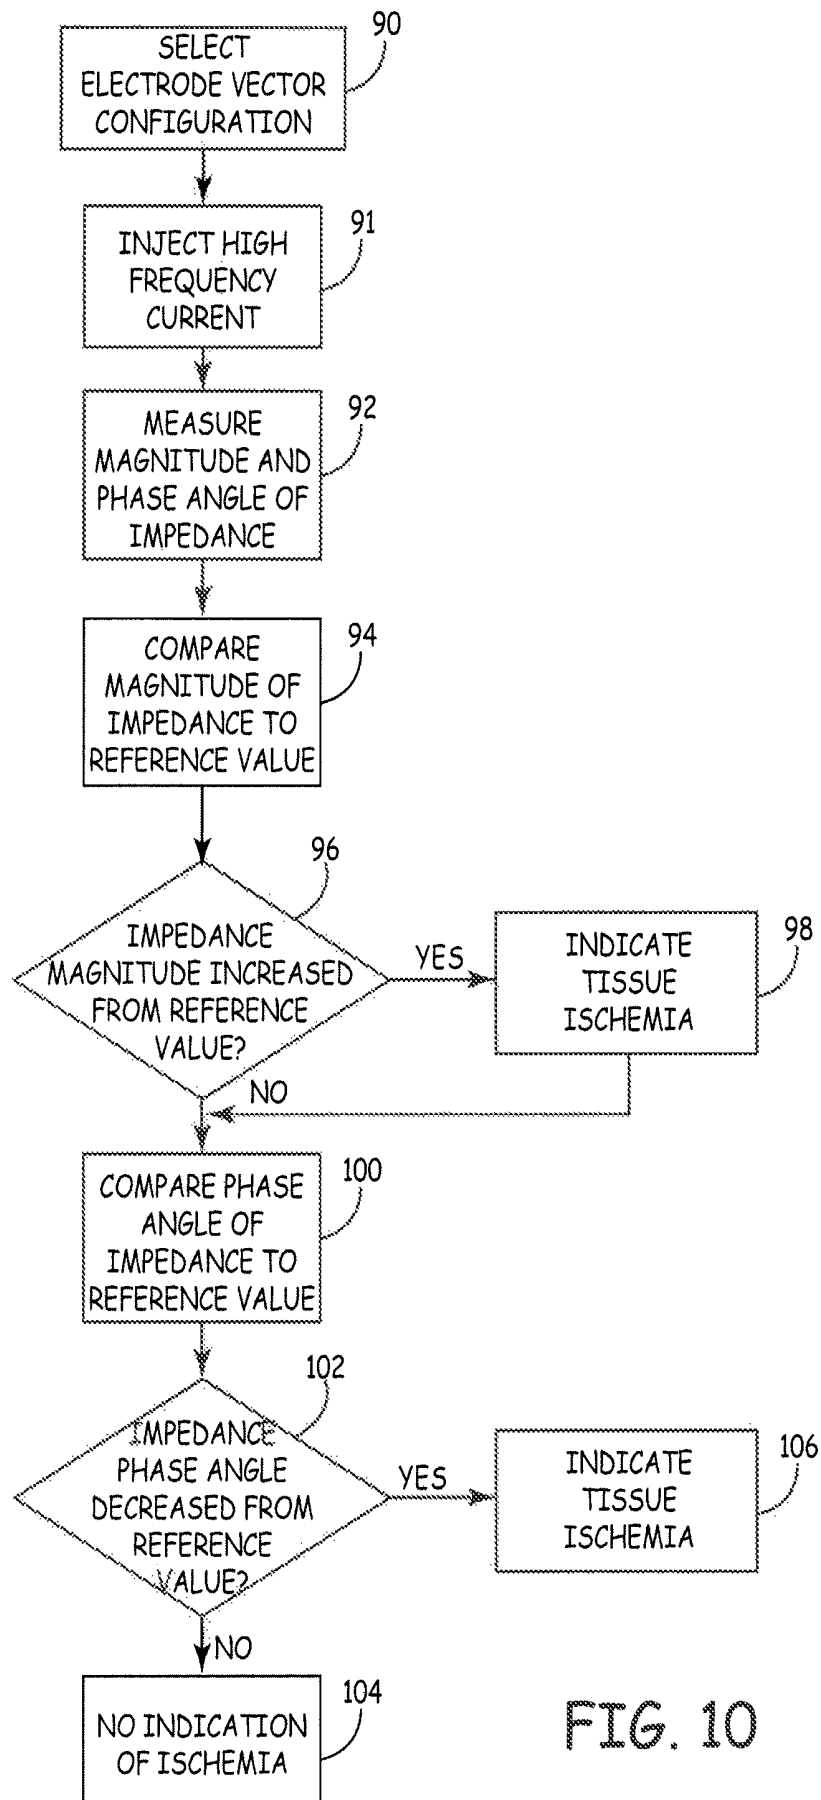 90
SELECT
ELECTRODE VECTOR
CONFIGURATION
91
INJECT HIGH
FREQUENCY
CURRENT
92
MEASURE
MAGNITUDE AND
PHASE ANGLE OF
IMPEDANCE
94
COMPARE
MAGNITUDE OF
IMPEDANCE TO
REFERENCE VALUE
96
IMPEDANCE
MAGNITUDE INCREASED
FROM REFERENCE
VALUE?
YES
98
INDICATE
TISSUE
ISCHEMIA
NO
100
COMPARE PHASE
ANGLE OF
IMPEDANCE TO
REFERENCE VALUE
102
IMPEDANCE
PHASE ANGLE
DECREASED FROM
REFERENCE
VALUE?
YES
106
INDICATE
TISSUE
ISCHEMIA
NO
104
NO INDICATION
OF ISCHEMIA
FIG. 10